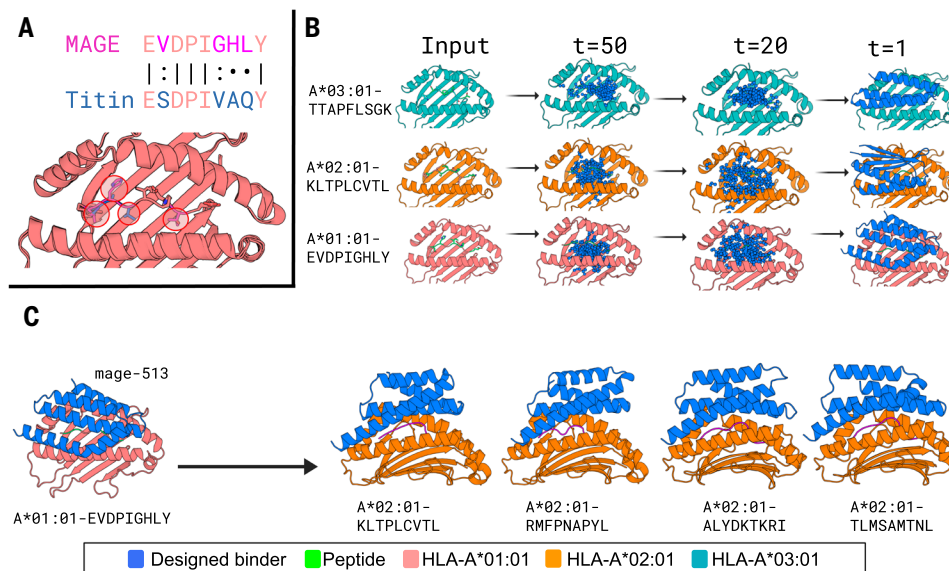 A
MAGE EVDPIGHLY
|:|||:··|
Titin ESDPIVAQY
B
Input t=50 t=20 t=1
A*03:01-
TTAPFLSGK
A*02:01-
KLTPLCVTL
A*01:01-
EVDPIGHLY
C
mage-513
A*01:01-EVDPIGHLY
A*02:01-
KLTPLCVTL
A*02:01-
RMFPNAPYL
A*02:01-
ALYDKTKRI
A*02:01-
TLMSAMTNL
Designed binder Peptide HLA-A*01:01 HLA-A*02:01 HLA-A*03:01